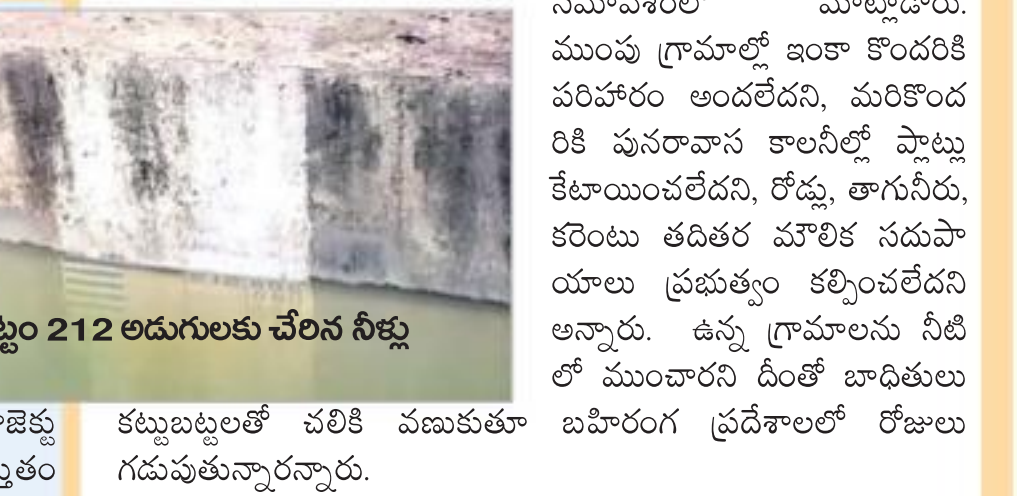 మాట్లాడారు.
ముంపు గ్రామాల్లో ఇంకా కొందరికి
పరిహారం అందలేదని, మరికొంద
రికి పునరావాస కాలనీల్లో ప్లాట్లు
కేటాయించలేదని, రోడ్లు, తాగునీరు,
కరెంటు తదితర మౌలిక సదుపా
యాలు ప్రభుత్వం కల్పించలేదని
అన్నారు. ఉన్న గ్రామాలను నీటి
లో ముంచారని దీంతో బాధితులు
కట్టుబట్టలతో చలికి వణుకుతూ బహిరంగ ప్రదేశాలలో రోజులు
గడుపుతున్నారన్నారు.
212 అడుగులకు చేరిన నీళ్లు